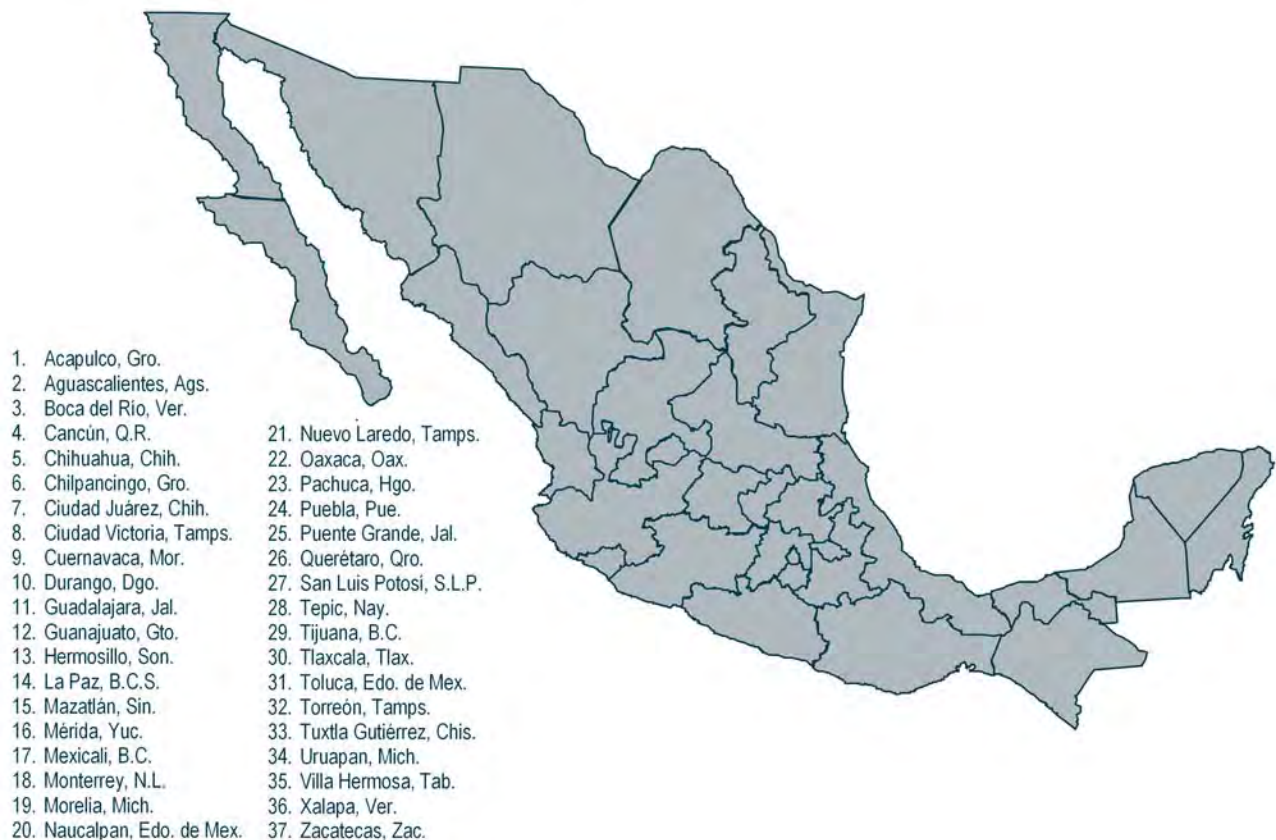 1. Acapulco, Gro.
2. Aguascalientes, Ags.
3. Boca del Río, Ver.
4. Cancún, Q.R.
5. Chihuahua, Chih.
6. Chilpancingo, Gro.
7. Ciudad Juárez, Chih.
8. Ciudad Victoria, Tamps.
9. Cuernavaca, Mor.
10. Durango, Dgo.
11. Guadalajara, Jal.
12. Guanajuato, Gto.
13. Hermosillo, Son.
14. La Paz, B.C.S.
15. Mazatlán, Sin.
16. Mérida, Yuc.
17. Mexicali, B.C.
18. Monterrey, N.L.
19. Morelia, Mich.
20. Naucalpan, Edo. de Mex.
21. Nuevo Laredo, Tamps.
22. Oaxaca, Oax.
23. Pachuca, Hgo.
24. Puebla, Pue.
25. Puente Grande, Jal.
26. Querétaro, Qro.
27. San Luis Potosí, S.L.P.
28. Tepic, Nay.
29. Tijuana, B.C.
30. Tlaxcala, Tlax.
31. Toluca, Edo. de Mex.
32. Torreón, Tamps.
33. Tuxtla Gutiérrez, Chis.
34. Uruapan, Mich.
35. Villa Hermosa, Tab.
36. Xalapa, Ver.
37. Zacatecas, Zac.